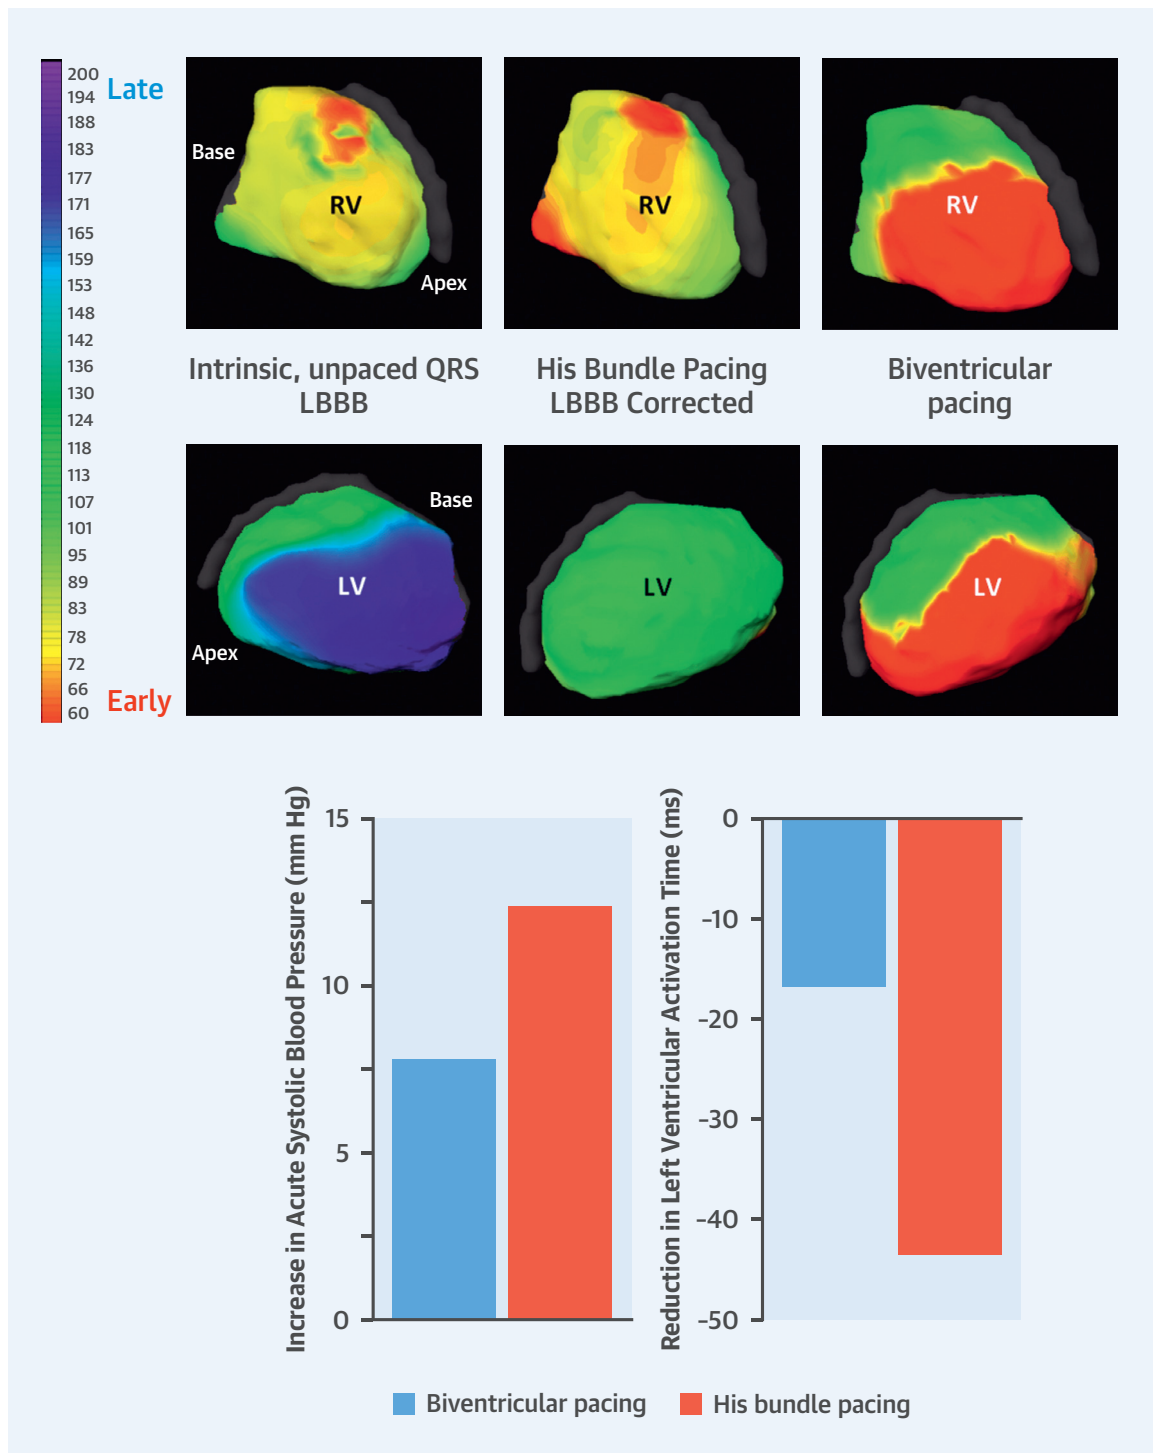 200
Late
194
188
183
177
171
165
159
153
148
142
136
130
124
118
113
107
101
95
89
83
78
72
66
60
Early
Base
RV
Apex
RV
RV
Intrinsic, unpaced QRS
LBBB
His Bundle Pacing
LBBB Corrected
Biventricular
pacing
Base
LV
Apex
LV
LV
Increase in Acute Systolic Blood Pressure (mm Hg)
15
10
5
0
Reduction in Left Ventricular Activation Time (ms)
0
-10
-20
-30
-40
-50
Biventricular pacing
His bundle pacing